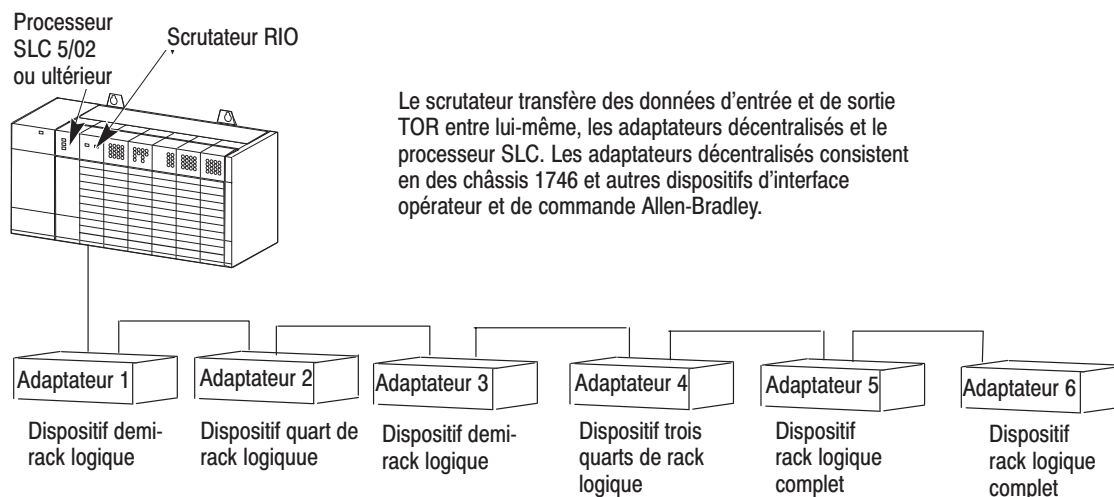 Processeur
SLC 5/02
ou ultérieur
Scrutateur RIO
Le scrutateur transfère des données d'entrée et de sortie
TOR entre lui-même, les adaptateurs décentralisés et le
processeur SLC. Les adaptateurs décentralisés consistent
en des châssis 1746 et autres dispositifs d'interface
opérateur et de commande Allen-Bradley.
Adaptateur 1
Adaptateur 2
Adaptateur 3
Adaptateur 4
Adaptateur 5
Adaptateur 6
Dispositif demi-
rack logique
Dispositif quart de
rack logiquue
Dispositif demi-
rack logique
Dispositif trois
quarts de rack
logique
Dispositif
rack logique
complet
Dispositif
rack logique
complet